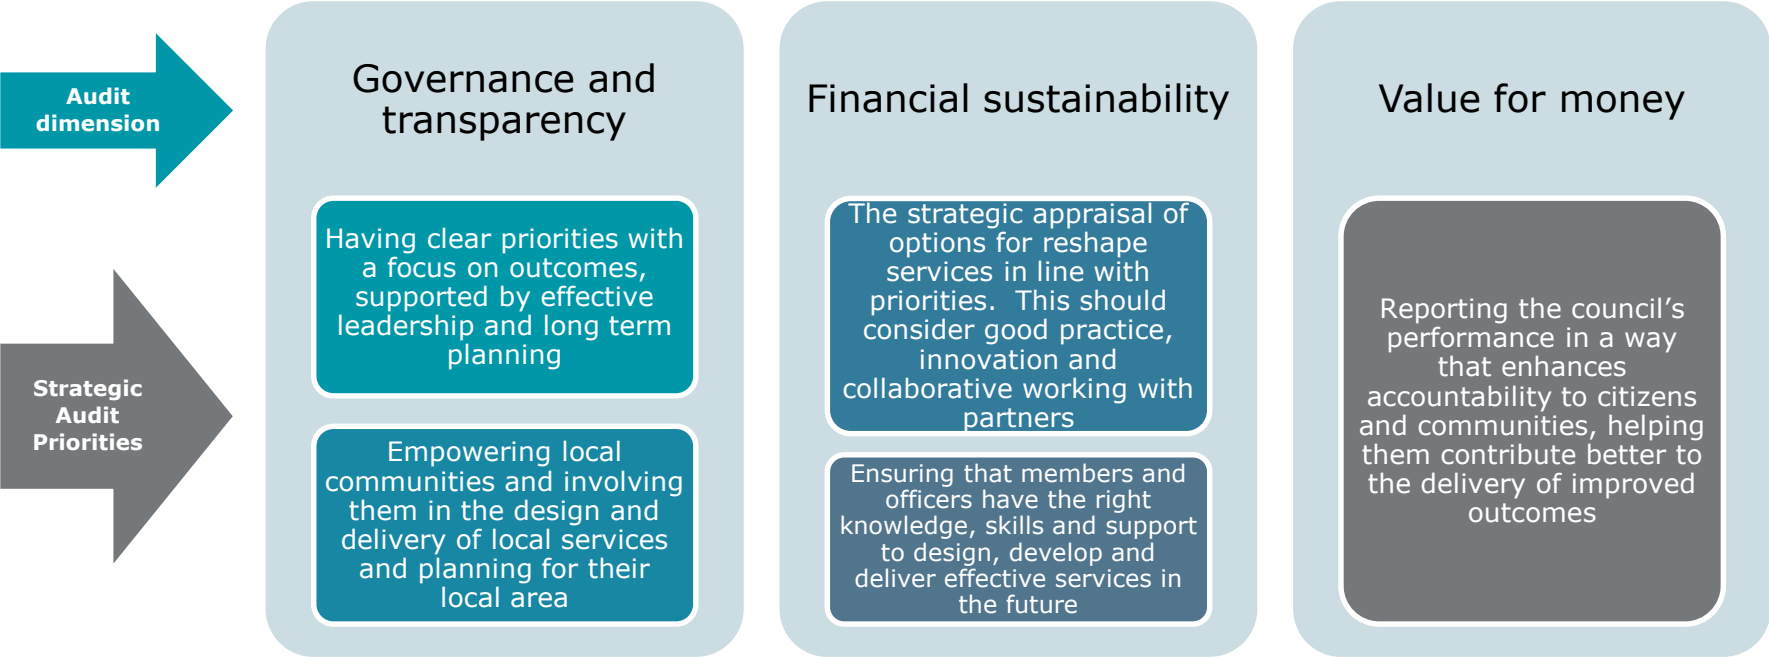 Audit
dimension
Governance and
transparency
Financial sustainability
Value for money
Strategic
Audit
Priorities
Having clear priorities with
a focus on outcomes,
supported by effective
leadership and long term
planning
Empowering local
communities and involving
them in the design and
delivery of local services
and planning for their
local area
The strategic appraisal of
options for reshape
services in line with
priorities.  This should
consider good practice,
innovation and
collaborative working with
partners
Ensuring that members and
officers have the right
knowledge, skills and support
to design, develop and
deliver effective services in
the future
Reporting the council’s
performance in a way
that enhances
accountability to citizens
and communities, helping
them contribute better to
the delivery of improved
outcomes